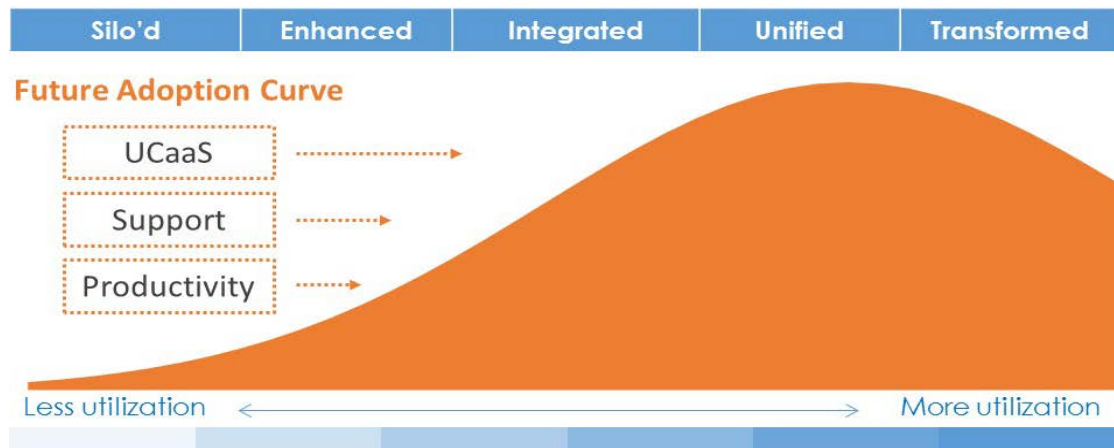 Silo'd Enhanced Integrated Unified Transformed
Future Adoption Curve
UCaaS
Support
Productivity
Less utilization More utilization